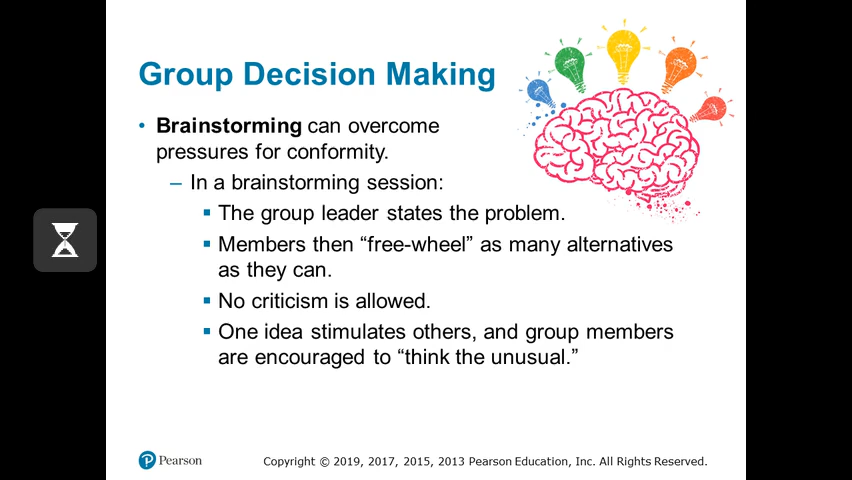 Group Decision Making
• Brainstorming can overcome
pressures for conformity.
– In a brainstorming session:
▪ The group leader states the problem.
▪ Members then “free-wheel” as many alternatives
as they can.
▪ No criticism is allowed.
▪ One idea stimulates others, and group members
are encouraged to “think the unusual.”
P Pearson
Copyright © 2019, 2017, 2015, 2013 Pearson Education, Inc. All Rights Reserved.